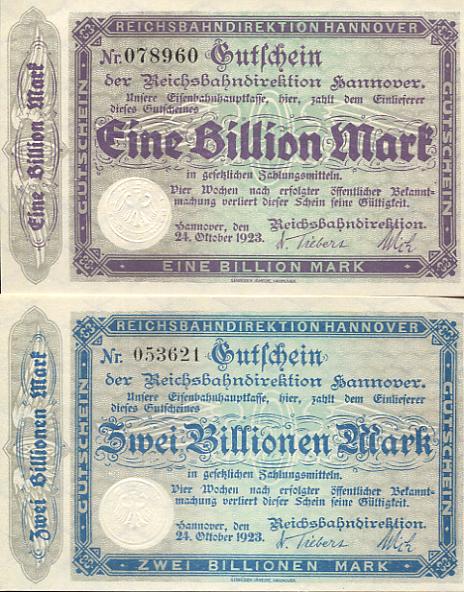 Eine Billion Mark
REICHSBAHNDIREKTION HANNOVER
GUTSCHEIN
GUTSCHEIN
Nr. 078960 Gutschein
der Reichsbahndirektion Hannover.
Unsere Eisenbahnhauptkasse, hier, zahlt dem Einlieferer
dieses Gutscheines
Eine Billion Mark
in gesetzlichen Zahlungsmitteln.
Vier Wochen nach erfolgter öffentlicher Bekannt-
machung verliert dieser Schein seine Gültigkeit.
Hannover, den
24. Oktober 1923.
Reichsbahndirektion.
EINE BILLION MARK
Zwei Billionen Mark
REICHSBAHNDIREKTION HANNOVER
GUTSCHEIN
GUTSCHEIN
Nr. 053621 Gutschein
der Reichsbahndirektion Hannover.
Unsere Eisenbahnhauptkasse, hier, zahlt dem Einlieferer
dieses Gutscheines
Zwei Billionen Mark
in gesetzlichen Zahlungsmitteln.
Vier Wochen nach erfolgter öffentlicher Bekannt-
machung verliert dieser Schein seine Gültigkeit.
Hannover, den
24. Oktober 1923.
Reichsbahndirektion.
ZWEI BILLIONEN MARK